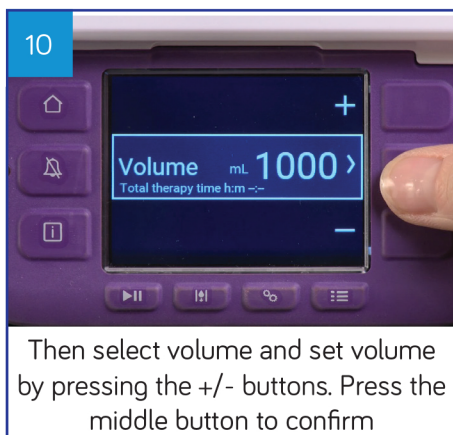 10
+
Volume mL 1000 >
Total therapy time h:m -:-
−
Then select volume and set volume
by pressing the +/- buttons. Press the
middle button to confirm